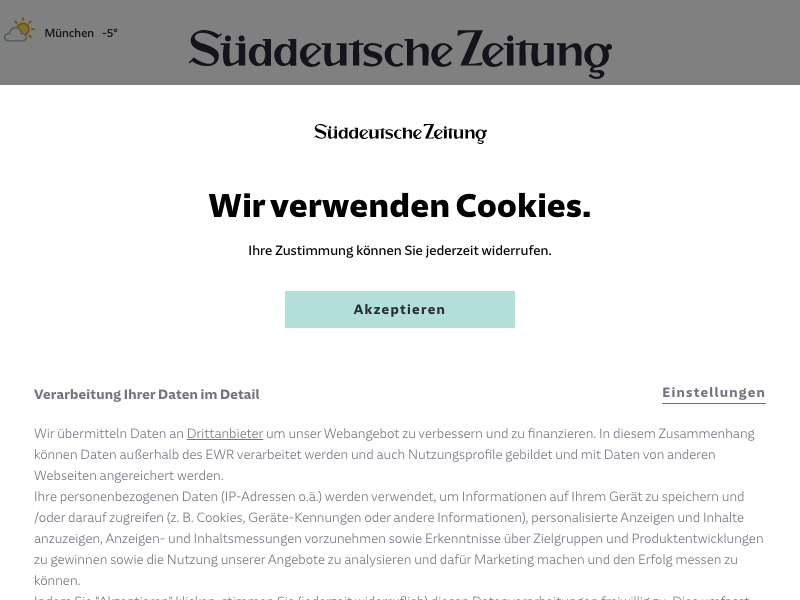 München -5°
Süddeutsche Zeitung
Süddeutsche Zeitung
Wir verwenden Cookies.
Ihre Zustimmung können Sie jederzeit widerrufen.
Akzeptieren
Verarbeitung Ihrer Daten im Detail
Einstellungen
Wir übermitteln Daten an Drittanbieter um unser Webangebot zu verbessern und zu finanzieren. In diesem Zusammenhang
können Daten außerhalb des EWR verarbeitet werden und auch Nutzungsprofile gebildet und mit Daten von anderen
Webseiten angereichert werden.
Ihre personenbezogenen Daten (IP-Adressen o.ä.) werden verwendet, um Informationen auf Ihrem Gerät zu speichern und
/oder darauf zugreifen (z. B. Cookies, Geräte-Kennungen oder andere Informationen), personalisierte Anzeigen und Inhalte
anzuzeigen, Anzeigen- und Inhaltsmessungen vorzunehmen sowie Erkenntnisse über Zielgruppen und Produktentwicklungen
zu gewinnen sowie die Nutzung unserer Angebote zu analysieren und dafür Marketing machen und den Erfolg messen zu
können.